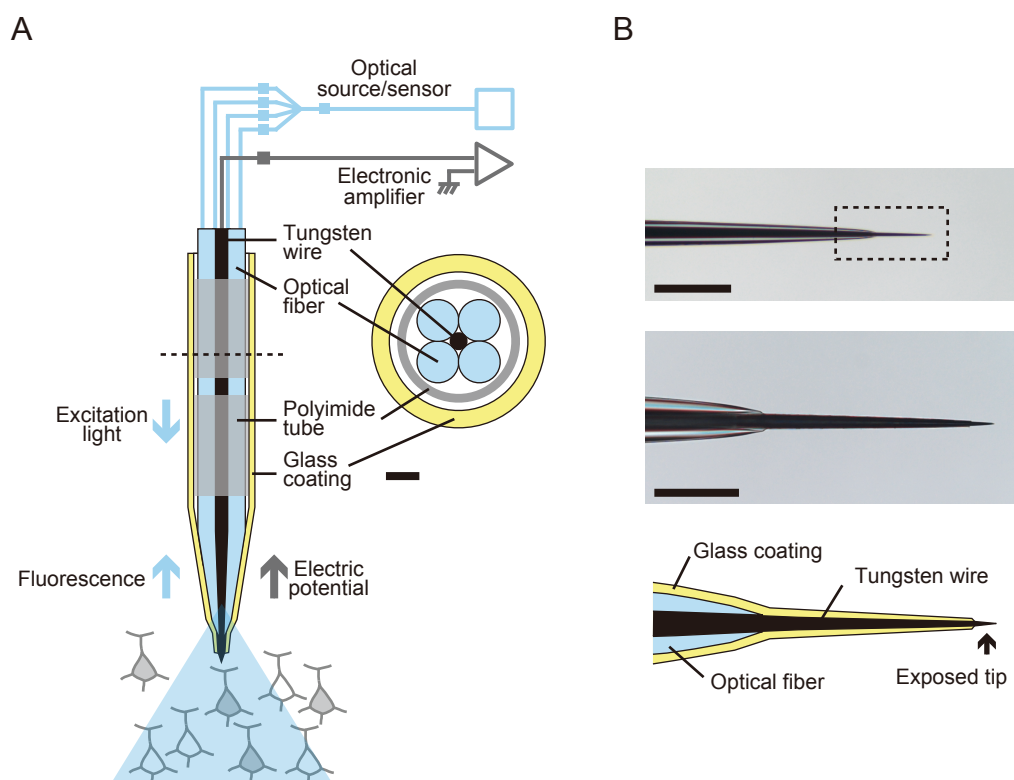 A
B
Optical
source/sensor
Electronic
amplifier
Tungsten
wire
Optical
fiber
Excitation
light
Polyimide
tube
Glass
coating
Fluorescence
Electric
potential
Glass coating
Tungsten wire
Optical fiber
Exposed tip